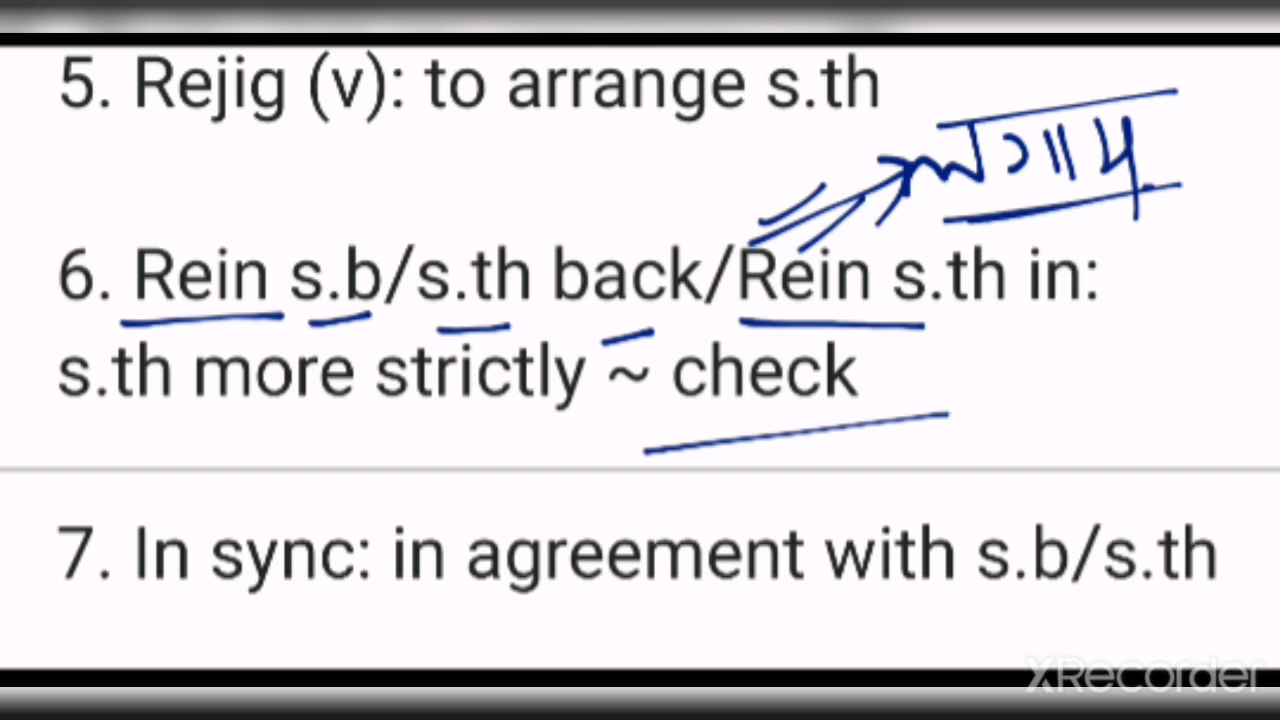 5. Rejig (v): to arrange s.th
6. Rein s.b/s.th back/Rein s.th in:
s.th more strictly ~ check
7. In sync: in agreement with s.b/s.th
XRecorder